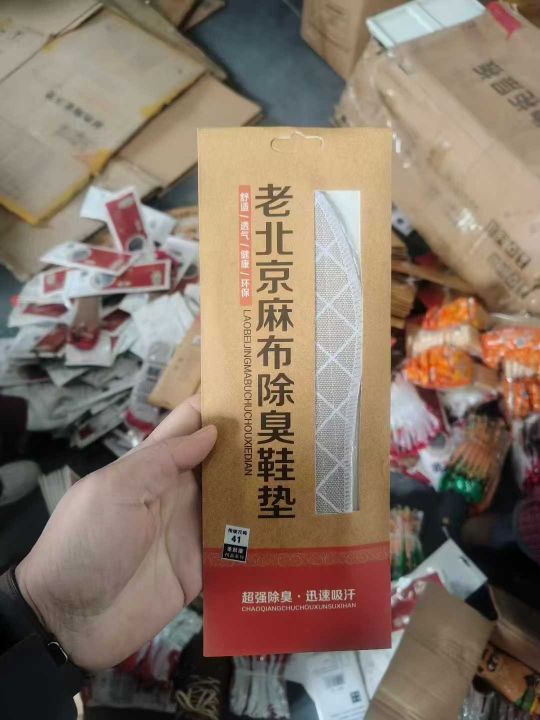 老北京麻布除臭鞋垫
舒适/透气/健康/环保
LAOBEIJINGMABUCHUCHOUXIEDIAN
41
超强除臭·迅速吸汗
CHAOQIANGCHUCHOUXUNSUXIHAN